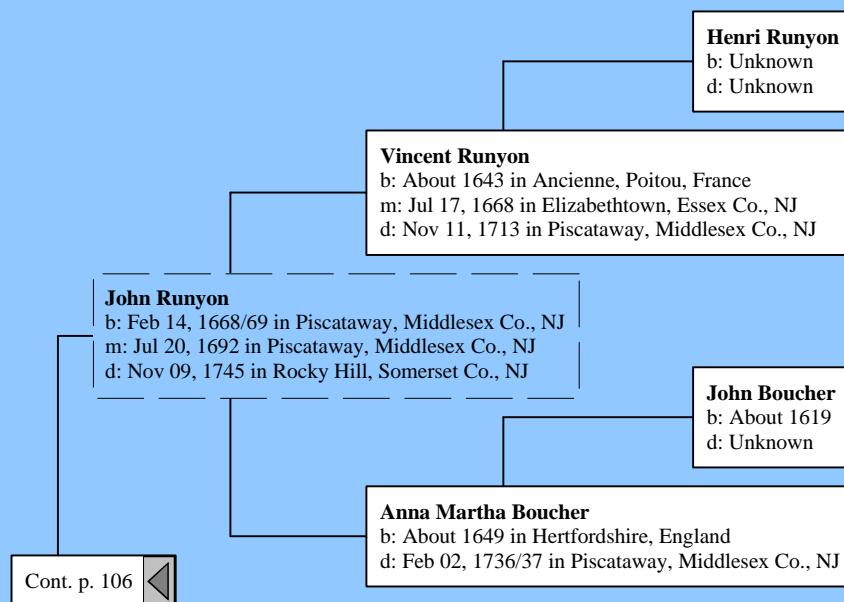 Henri Runyon
b: Unknown
d: Unknown
Vincent Runyon
b: About 1643 in Ancienne, Poitou, France
m: Jul 17, 1668 in Elizabethtown, Essex Co., NJ
d: Nov 11, 1713 in Piscataway, Middlesex Co., NJ
John Runyon
b: Feb 14, 1668/69 in Piscataway, Middlesex Co., NJ
m: Jul 20, 1692 in Piscataway, Middlesex Co., NJ
d: Nov 09, 1745 in Rocky Hill, Somerset Co., NJ
John Boucher
b: About 1619
d: Unknown
Anna Martha Boucher
b: About 1649 in Hertfordshire, England
d: Feb 02, 1736/37 in Piscataway, Middlesex Co., NJ
Cont. p. 106